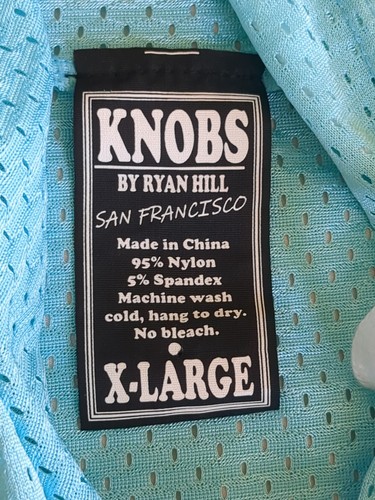 KNOBS
BY RYAN HILL
SAN FRANCISCO
Made in China
95% Nylon
5% Spandex
Machine wash
cold, hang to dry.
No bleach.
X-LARGE